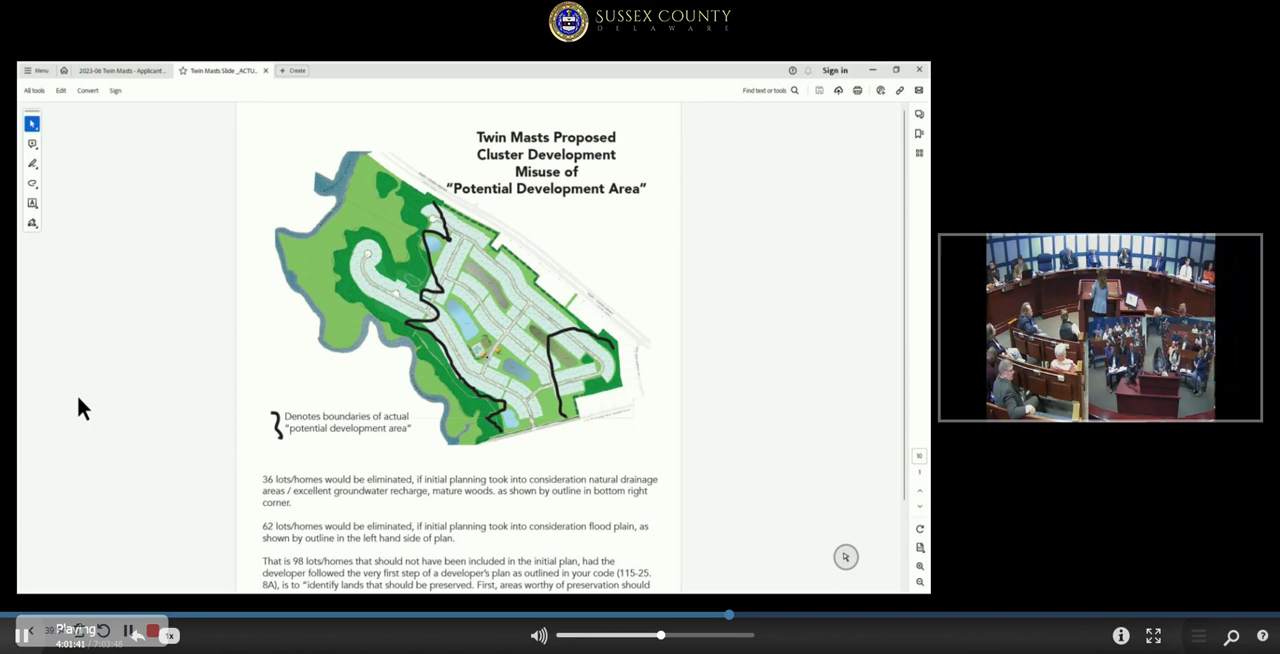 SUSSEX COUNTY
DELAWARE
Menu
2023-06 Twin Masts - Applicant ...
Twin Masts Slide _ACTU...
Create
Sign in
All tools
Edit
Convert
Sign
Find text or tools
Twin Masts Proposed
Cluster Development
Misuse of
"Potential Development Area"
Denotes boundaries of actual
"potential development area"
36 lots/homes would be eliminated, if initial planning took into consideration natural drainage
areas / excellent groundwater recharge, mature woods. as shown by outline in bottom right
corner.
62 lots/homes would be eliminated, if initial planning took into consideration flood plain, as
shown by outline in the left hand side of plan.
That is 98 lots/homes that should not have been included in the initial plan, had the
developer followed the very first step of a developer's plan as outlined in your code (115-25.
8A), is to "identify lands that should be preserved. First, areas worthy of preservation should
10
1
Playing
1x
4:01:41 / 7:03:48